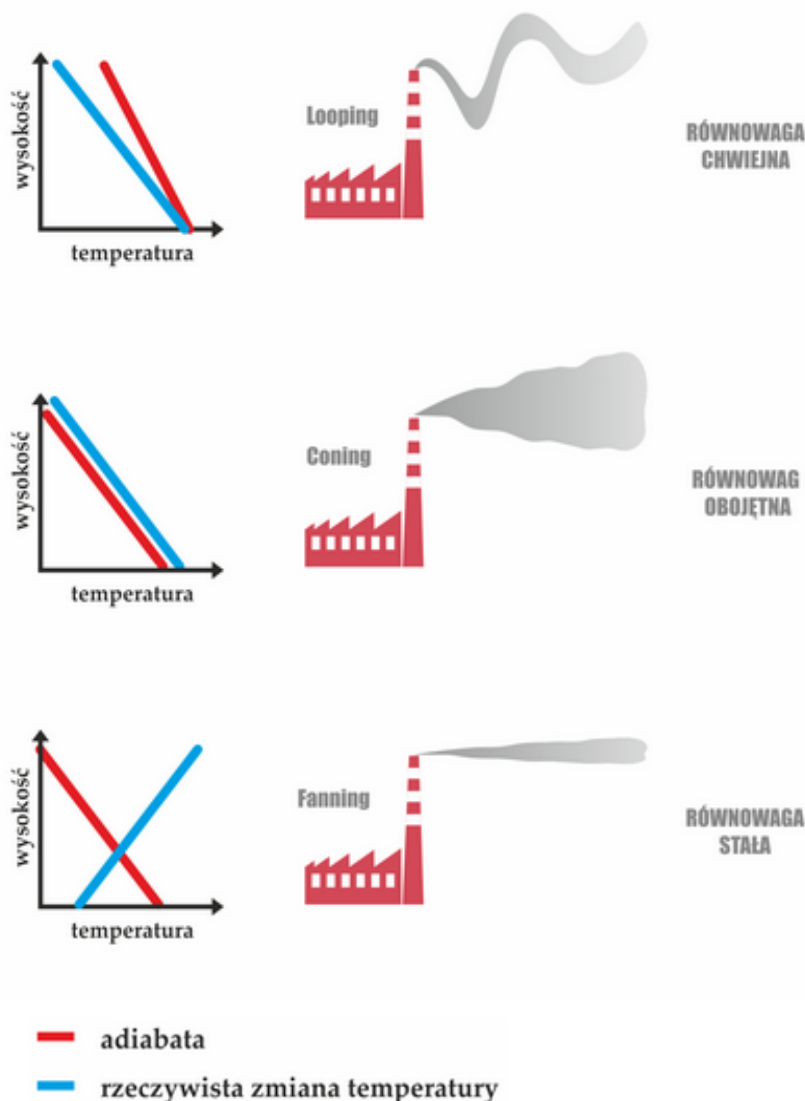 wysokość
temperatura
Looping
RÓWNOWAGA
CHWIEJNA
wysokość
temperatura
Coning
RÓWNOWAG
OBOJĘTNA
wysokość
temperatura
Fanning
RÓWNOWAGA
STAŁA
adiabata
rzeczywista zmiana temperatury